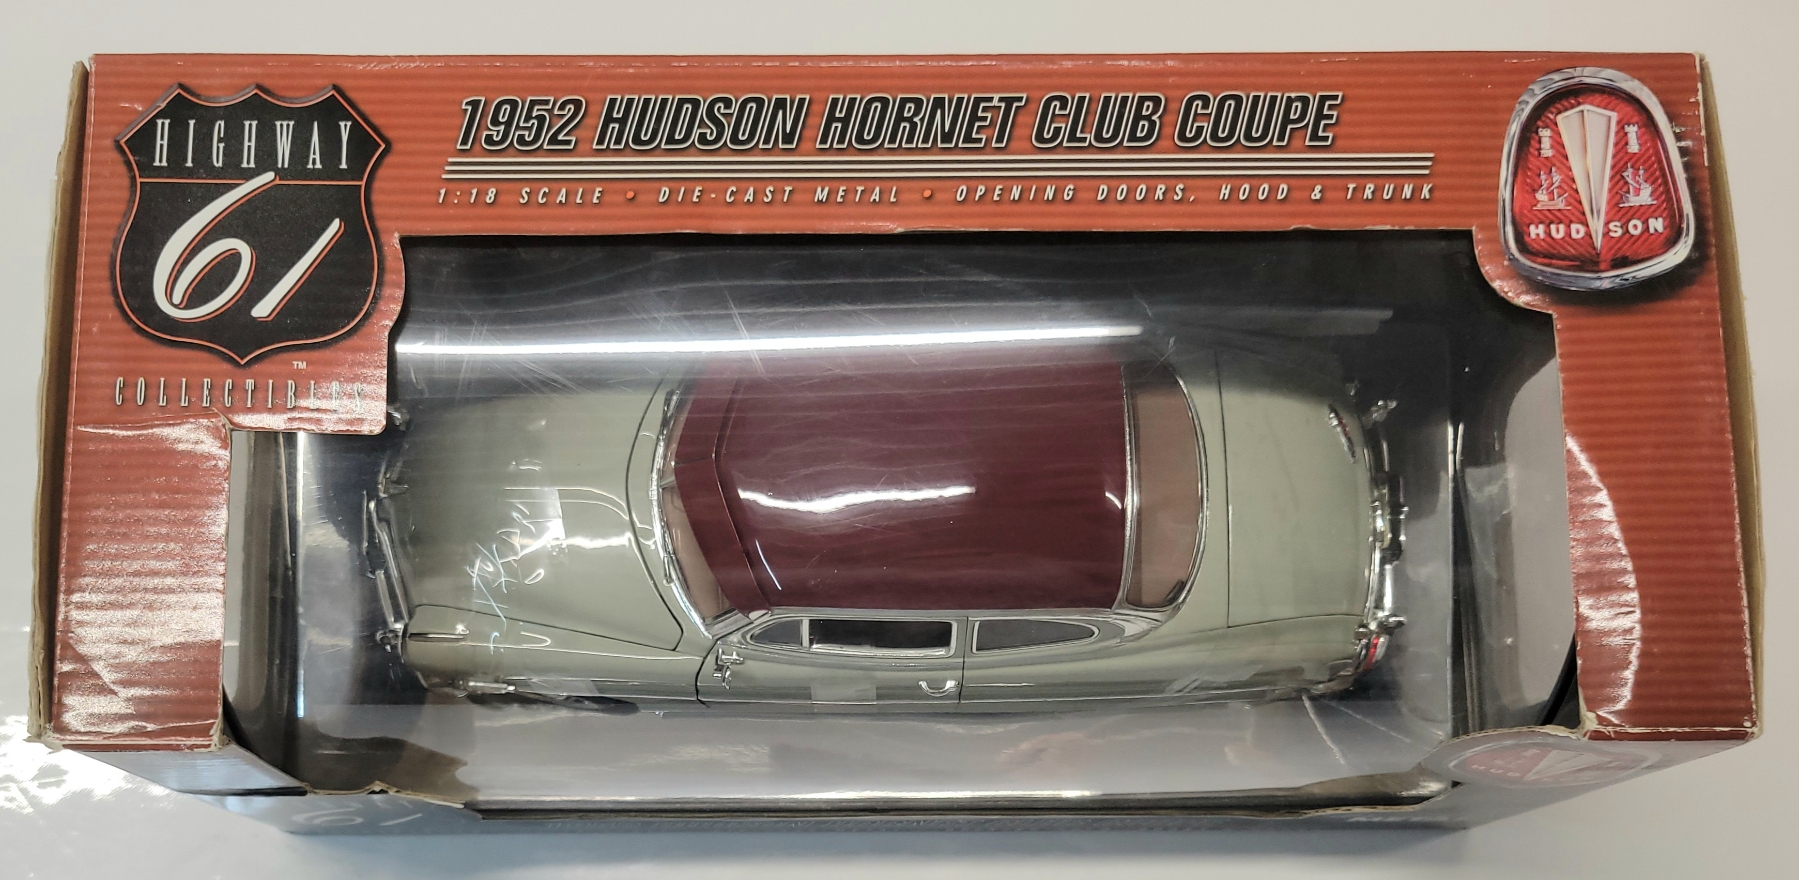 HIGHWAY
61
TM
COLLECTIBLES
1952 HUDSON HORNET CLUB COUPE
1:18 SCALE • DIE-CAST METAL • OPENING DOORS, HOOD & TRUNK
HUDSON